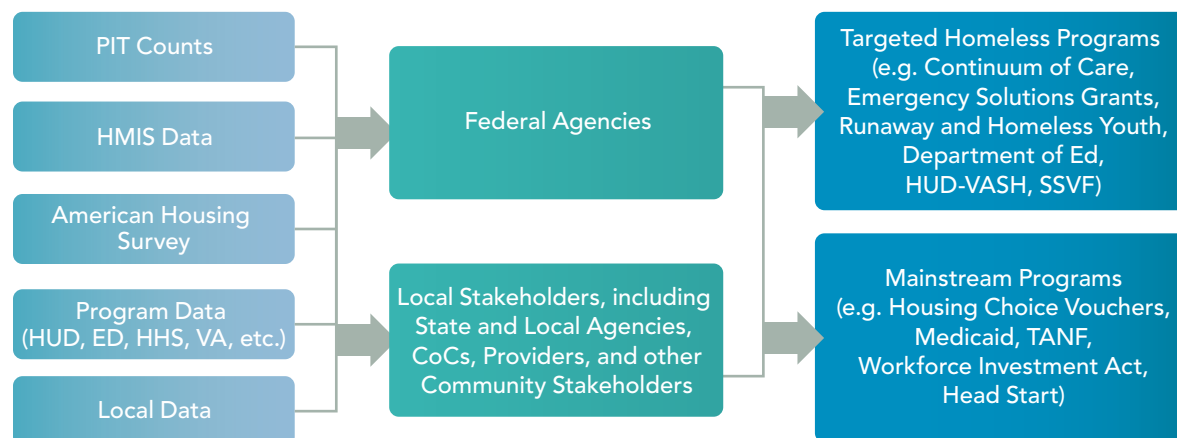 PIT Counts
HMIS Data
American Housing
Survey
Program Data
(HUD, ED, HHS, VA, etc.)
Local Data
Federal Agencies
Local Stakeholders, including
State and Local Agencies,
CoCs, Providers, and other
Community Stakeholders
Targeted Homeless Programs
(e.g. Continuum of Care,
Emergency Solutions Grants,
Runaway and Homeless Youth,
Department of Ed,
HUD-VASH, SSVF)
Mainstream Programs
(e.g. Housing Choice Vouchers,
Medicaid, TANF,
Workforce Investment Act,
Head Start)